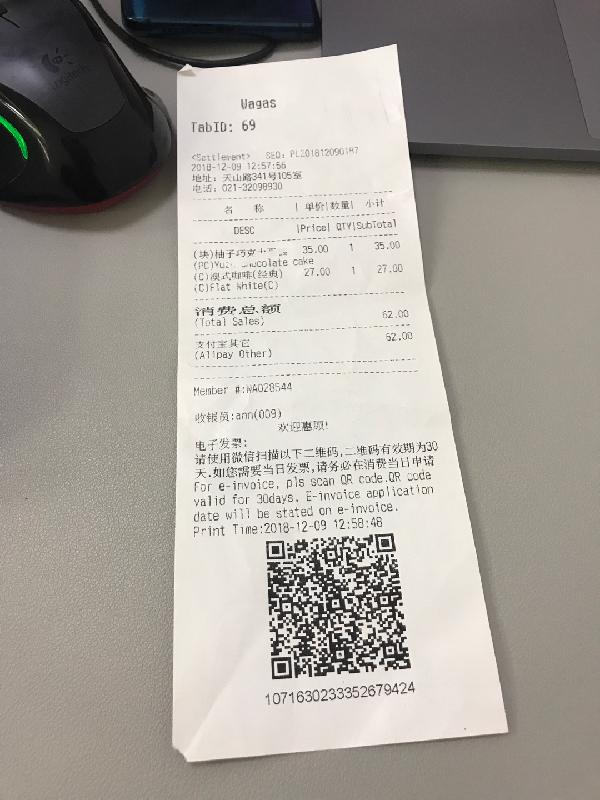 Logitech
Wagas
TabID: 69
<Settlement> SEQ: PL201812090187
2018-12-09 12:57:56
地址: 天山路341号105室
电话: 021-32098930
名 称 |单价|数量| 小计
DESC |Price| QTY|SubTotal
(块)柚子巧克 35.00 1 35.00
(PC) chocolate cake
(C)澳式咖啡(经典) 27.00 1 27.00
(C)Flat White(C)
消费总额
(Total Sales) 62.00
支付宝其它 62.00
(Alipay Other)
Member #:WA028544
收银员:ann(009)
欢迎惠顾!
电子发票:
请使用微信扫描以下二维码,二维码有效期为30
天.如您需要当日发票,请务必在消费当日申请
For e-invoice, pls scan QR code.QR code
valid for 30days. E-invoice application
date will be stated on e-invoice.
Print Time:2018-12-09 12:58:48
1071630233352679424